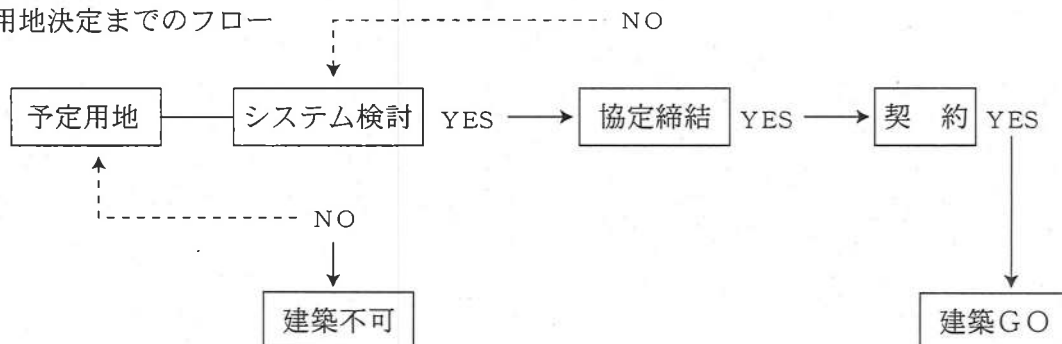 用地決定までのフロー
NO
予定用地 システム検討 YES 協定締結 YES 契 約 YES
NO
建築不可 建築GO